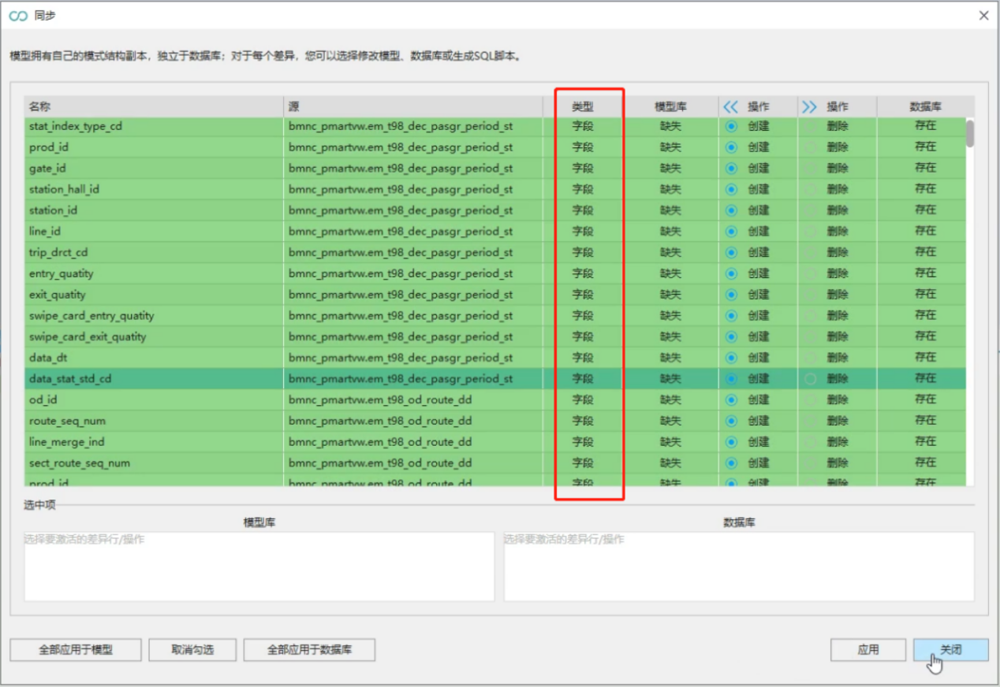 同步
模型拥有自己的模式结构副本，独立于数据库；对于每个差异，您可以选择修改模型、数据库或生成SQL脚本。
名称 源 类型 模型库 操作 操作 数据库
stat_index_type_cd bmnc_pmartvw.em_t98_dec_pasgr_period_st 字段 缺失 创建 删除 存在
prod_id bmnc_pmartvw.em_t98_dec_pasgr_period_st 字段 缺失 创建 删除 存在
gate_id bmnc_pmartvw.em_t98_dec_pasgr_period_st 字段 缺失 创建 删除 存在
station_hall_id bmnc_pmartvw.em_t98_dec_pasgr_period_st 字段 缺失 创建 删除 存在
station_id bmnc_pmartvw.em_t98_dec_pasgr_period_st 字段 缺失 创建 删除 存在
line_id bmnc_pmartvw.em_t98_dec_pasgr_period_st 字段 缺失 创建 删除 存在
trip_drct_cd bmnc_pmartvw.em_t98_dec_pasgr_period_st 字段 缺失 创建 删除 存在
entry_quatity bmnc_pmartvw.em_t98_dec_pasgr_period_st 字段 缺失 创建 删除 存在
exit_quatity bmnc_pmartvw.em_t98_dec_pasgr_period_st 字段 缺失 创建 删除 存在
swipe_card_entry_quatity bmnc_pmartvw.em_t98_dec_pasgr_period_st 字段 缺失 创建 删除 存在
swipe_card_exit_quatity bmnc_pmartvw.em_t98_dec_pasgr_period_st 字段 缺失 创建 删除 存在
data_dt bmnc_pmartvw.em_t98_dec_pasgr_period_st 字段 缺失 创建 删除 存在
data_stat_std_cd bmnc_pmartvw.em_t98_dec_pasgr_period_st 字段 缺失 创建 删除 存在
od_id bmnc_pmartvw.em_t98_od_route_dd 字段 缺失 创建 删除 存在
route_seq_num bmnc_pmartvw.em_t98_od_route_dd 字段 缺失 创建 删除 存在
line_merge_ind bmnc_pmartvw.em_t98_od_route_dd 字段 缺失 创建 删除 存在
sect_route_seq_num bmnc_pmartvw.em_t98_od_route_dd 字段 缺失 创建 删除 存在
prod_id bmnc_pmartvw.em_t98_od_route_dd 字段 缺失 创建 删除 存在
选中项
模型库 数据库
选择要激活的差异行/操作 选择要激活的差异行/操作
全部应用于模型 取消勾选 全部应用于数据库 应用 关闭